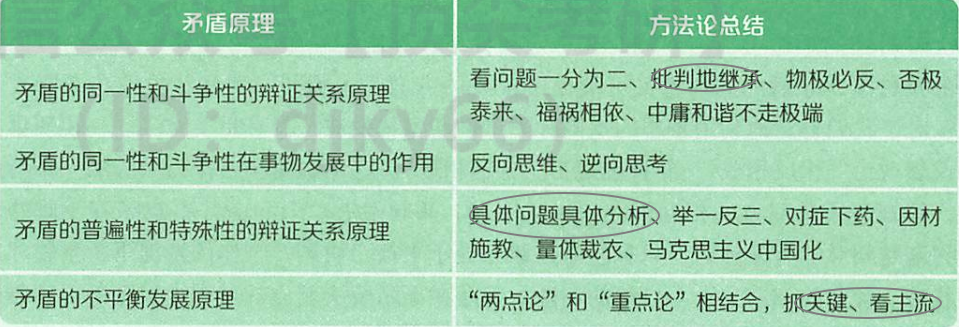 矛盾原理
方法论总结
矛盾的同一性和斗争性的辩证关系原理
看问题一分为二、批判地继承、物极必反、否极
泰来、福祸相依、中庸和谐不走极端
矛盾的同一性和斗争性在事物发展中的作用
反向思维、逆向思考
矛盾的普遍性和特殊性的辩证关系原理
具体问题具体分析、举一反三、对症下药、因材
施教、量体裁衣、马克思主义中国化
矛盾的不平衡发展原理
“两点论”和“重点论”相结合，抓关键、看主流
(ID: djky66)